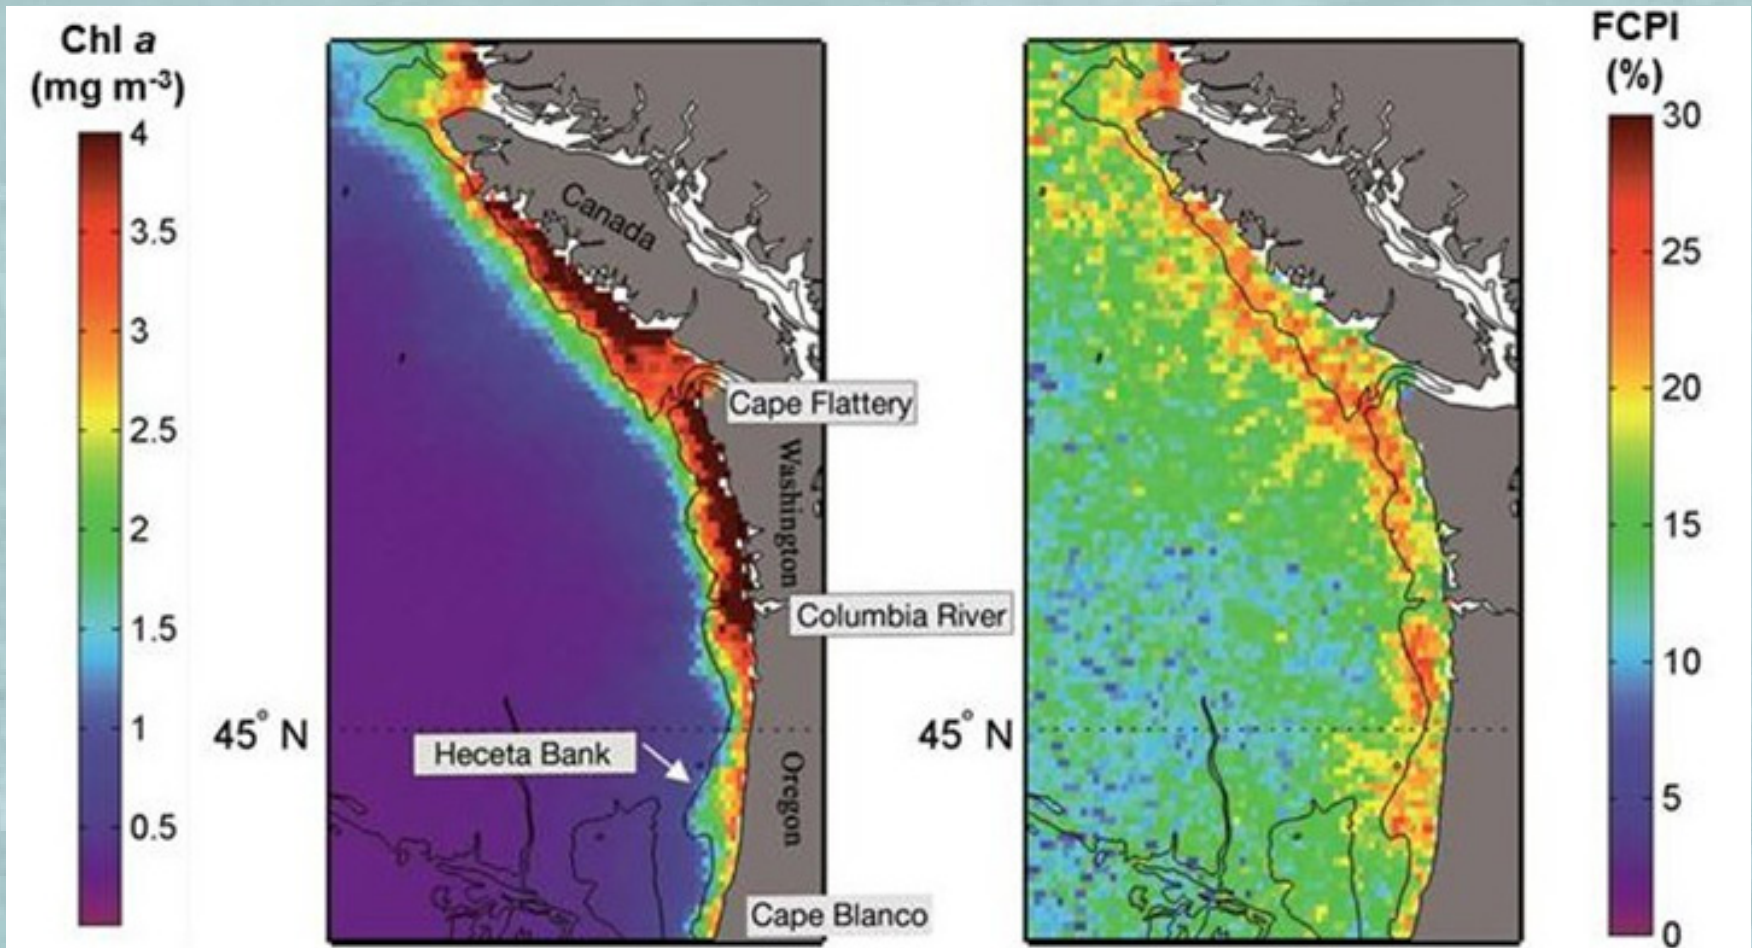 Chl a
(mg m-3)
4
3.5
3
2.5
2
1.5
1
0.5
Canada
Cape Flattery
Washington
Columbia River
45° N
Heceta Bank
Oregon
Cape Blanco
45° N
FCPI
(%)
30
25
20
15
10
5
0